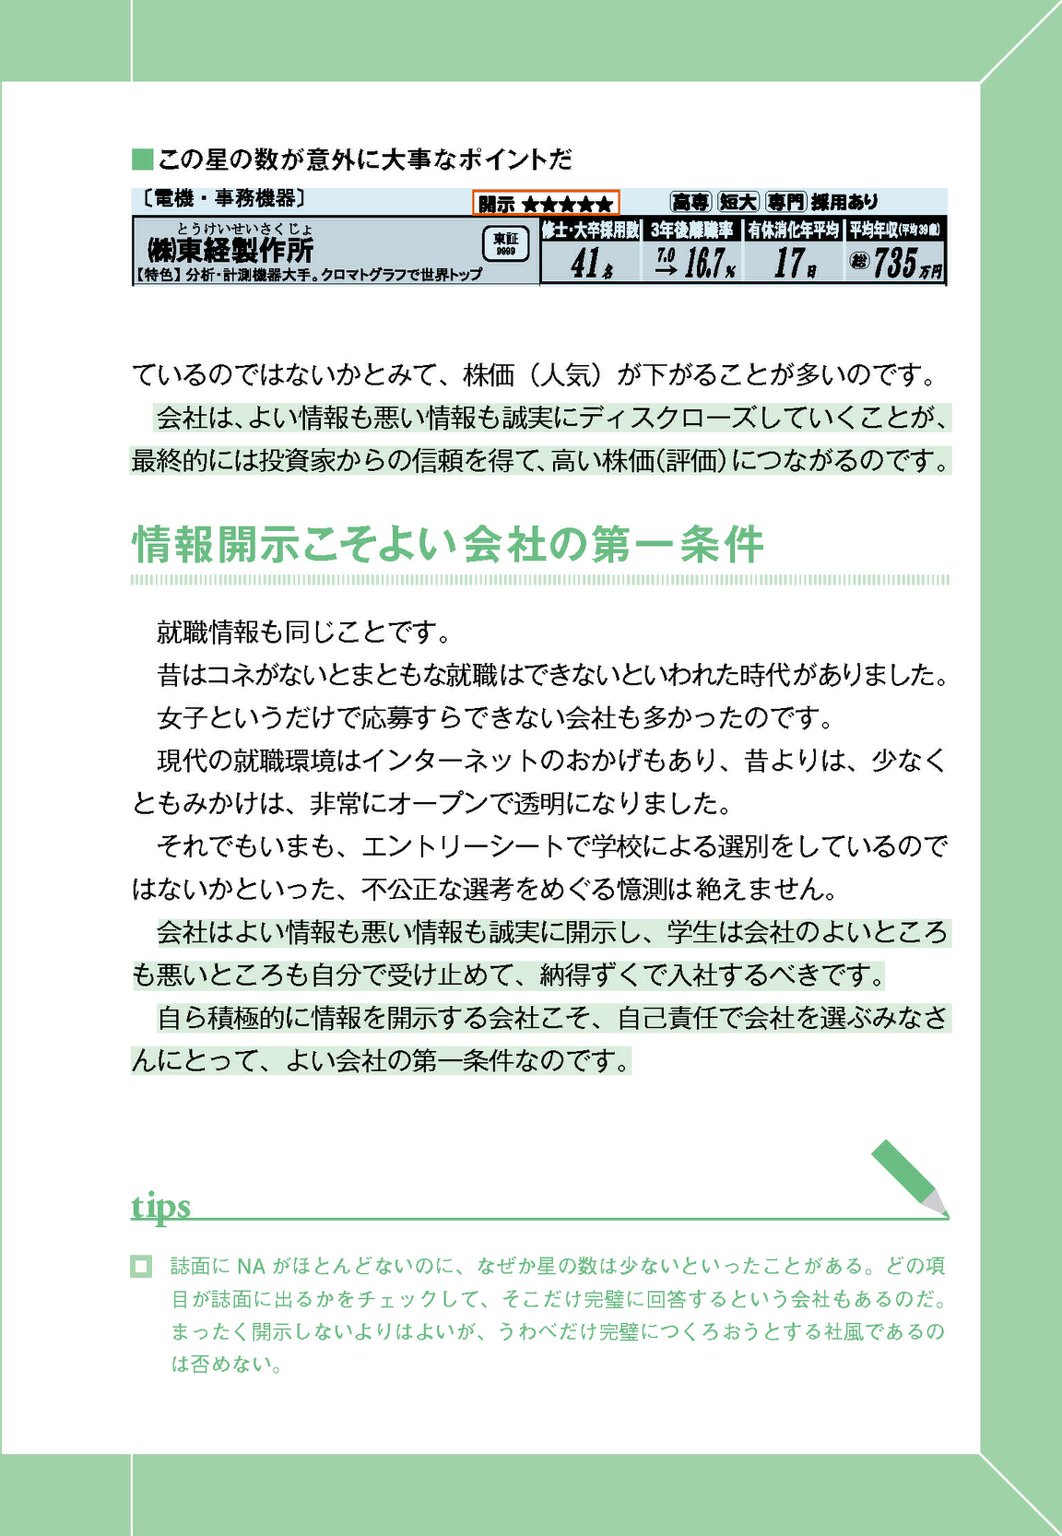 ■この星の数が意外に大事なポイントだ
〔電機・事務機器〕 開示 ★★★★★ 高専 短大 専門 採用あり
とうけいせいさくじょ
㈱東経製作所 東証 9999
【特色】分析・計測機器大手。クロマトグラフで世界トップ
修士・大卒採用数 3年後離職率 有休消化年平均 平均年収(平均39歳)
41名 7.0→16.7% 17日 ㊱735万円
ているのではないかとみて、株価（人気）が下がることが多いのです。
会社は、よい情報も悪い情報も誠実にディスクローズしていくことが、
最終的には投資家からの信頼を得て、高い株価(評価)につながるのです。
情報開示こそよい会社の第一条件
就職情報も同じことです。
昔はコネがないとまともな就職はできないといわれた時代がありました。
女子というだけで応募すらできない会社も多かったのです。
現代の就職環境はインターネットのおかげもあり、昔よりは、少なく
ともみかけは、非常にオープンで透明になりました。
それでもいまも、エントリーシートで学校による選別をしているので
はないかといった、不公正な選考をめぐる憶測は絶えません。
会社はよい情報も悪い情報も誠実に開示し、学生は会社のよいところ
も悪いところも自分で受け止めて、納得ずくで入社するべきです。
自ら積極的に情報を開示する会社こそ、自己責任で会社を選ぶみなさ
んにとって、よい会社の第一条件なのです。
tips
誌面に NA がほとんどないのに、なぜか星の数は少ないといったことがある。どの項
目が誌面に出るかをチェックして、そこだけ完璧に回答するという会社もあるのだ。
まったく開示しないよりはよいが、うわべだけ完璧につくろおうとする社風であるの
は否めない。